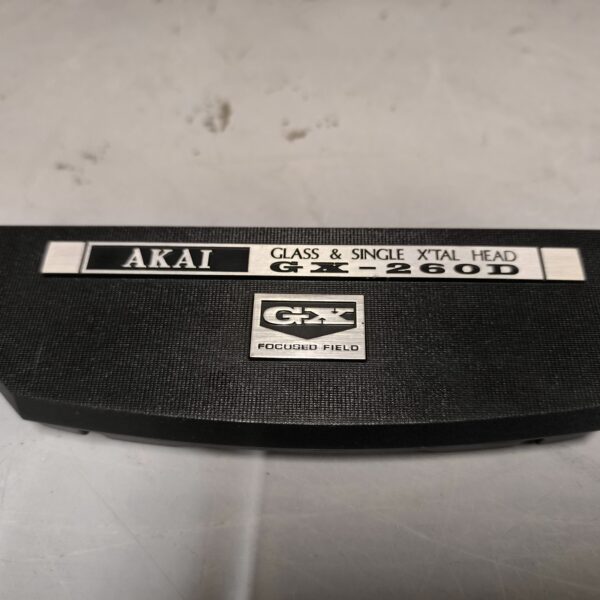 AKAI
GLASS & SINGLE X'TAL HEAD
GX-260D
GX
FOCUSED FIELD